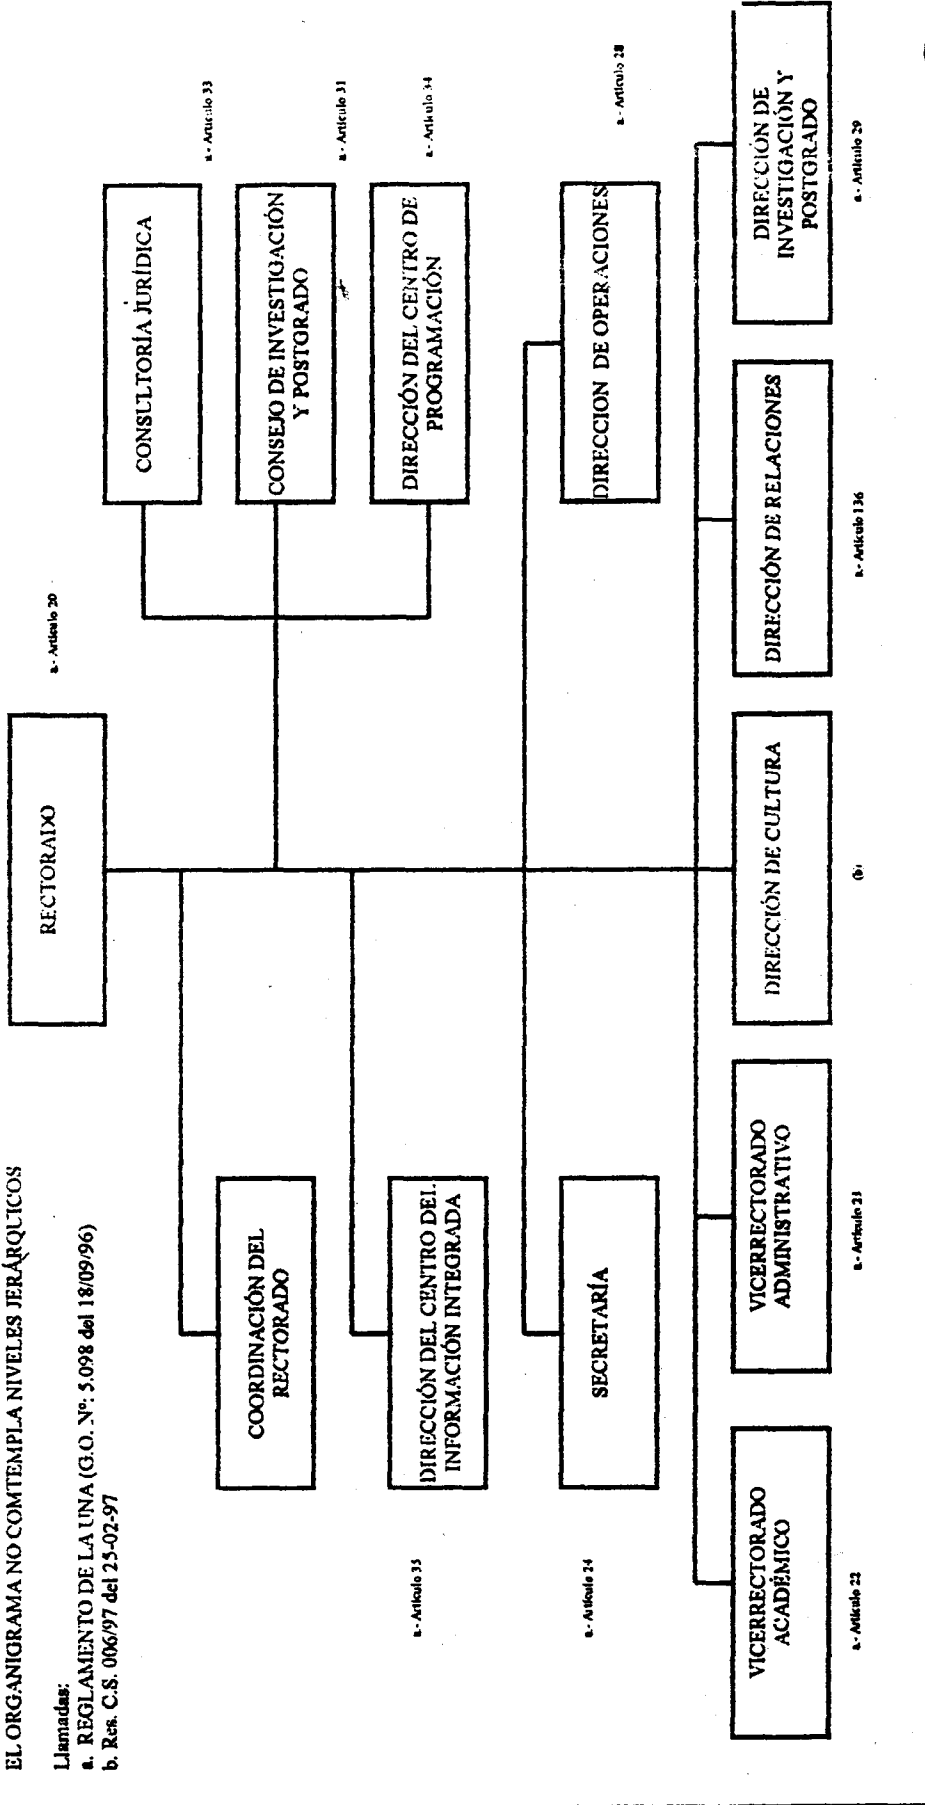 EL ORGANIGRAMA NO COMTEMPLA NIVELES JERÁRQUICOS
Llamadas:
a. REGLAMENTO DE LA UNA (G.O. Nº: 5.098 del 18/09/96)
b. Res. C.S. 006/97 del 25-02-97
RECTORADO
a.- Artículo 20
CONSULTORÍA JURÍDICA
a.- Artículo 33
CONSEJO DE INVESTIGACIÓN
Y POSTGRADO
a.- Artículo 31
DIRECCIÓN DEL CENTRO DE
PROGRAMACIÓN
a.- Artículo 34
COORDINACIÓN DEL
RECTORADO
DIRECCIÓN DEL CENTRO DEL
INFORMACIÓN INTEGRADA
a.- Artículo 35
SECRETARÍA
a.- Artículo 24
DIRECCION DE OPERACIONES
a.- Artículo 28
VICERRECTORADO
ACADÉMICO
a.- Artículo 22
VICERRECTORADO
ADMINISTRATIVO
a.- Artículo 23
DIRECCIÓN DE CULTURA
(b)
DIRECCIÓN DE RELACIONES
a.- Artículo 136
DIRECCIÓN DE
INVESTIGACIÓN Y
POSTGRADO
a.- Artículo 29